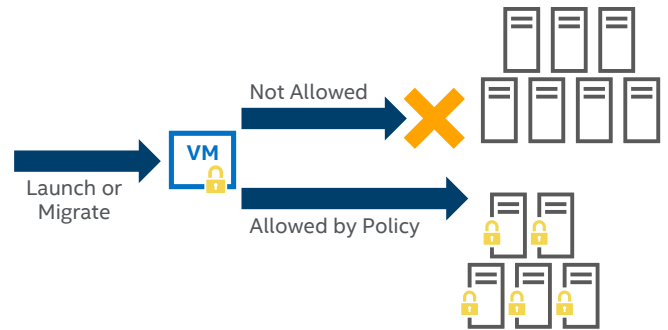 Not Allowed
VM
Launch or
Migrate
Allowed by Policy